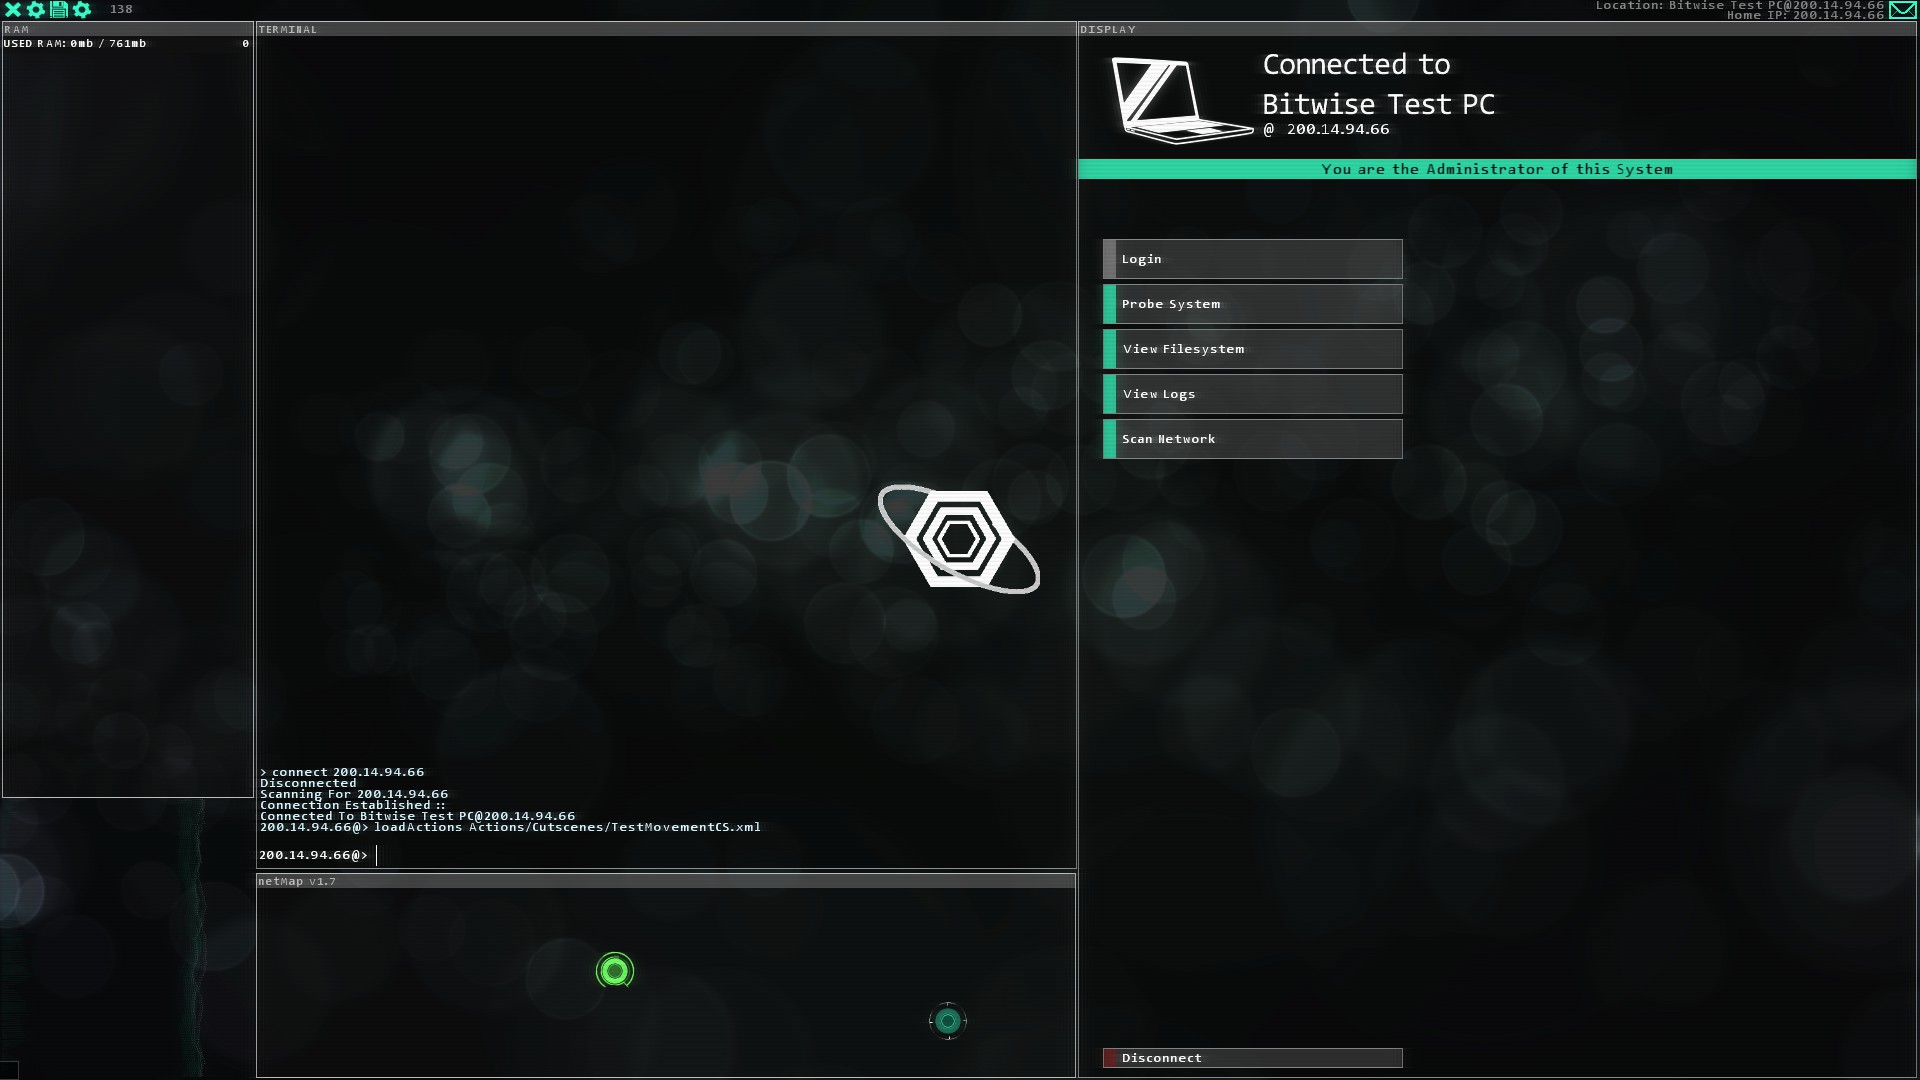 138
Location: Bitwise Test PC@200.14.94.66
Home IP: 200.14.94.66
RAM
USED RAM: 0mb / 761mb
0
TERMINAL
> connect 200.14.94.66
Disconnected
Scanning For 200.14.94.66
Connection Established ::
Connected To Bitwise Test PC@200.14.94.66
200.14.94.66@> loadActions Actions/Cutscenes/TestMovementCS.xml
200.14.94.66@>
netMap v1.7
DISPLAY
Connected to
Bitwise Test PC
@ 200.14.94.66
You are the Administrator of this System
Login
Probe System
View Filesystem
View Logs
Scan Network
Disconnect